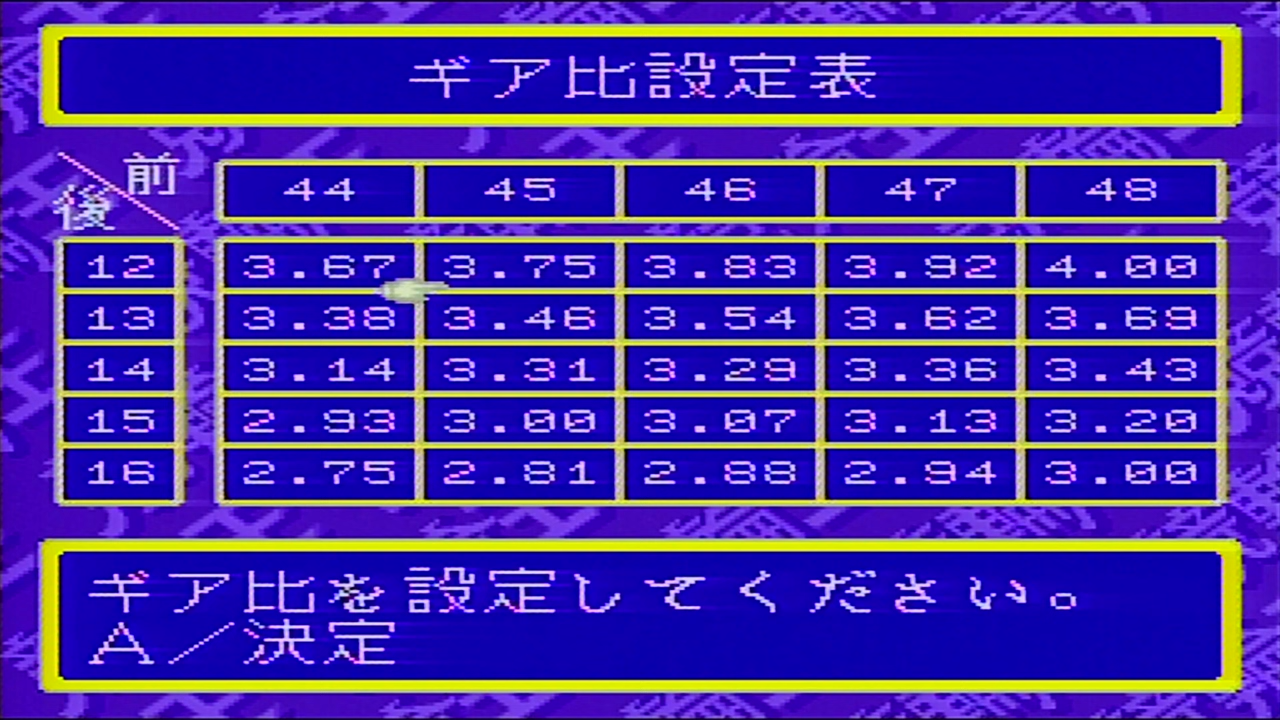 ギア比設定表
前 44 45 46 47 48
後
12 3.67 3.75 3.83 3.92 4.00
13 3.38 3.46 3.54 3.62 3.69
14 3.14 3.31 3.29 3.36 3.43
15 2.93 3.00 3.07 3.13 3.20
16 2.75 2.81 2.88 2.94 3.00
ギア比を設定してください。
A／決定